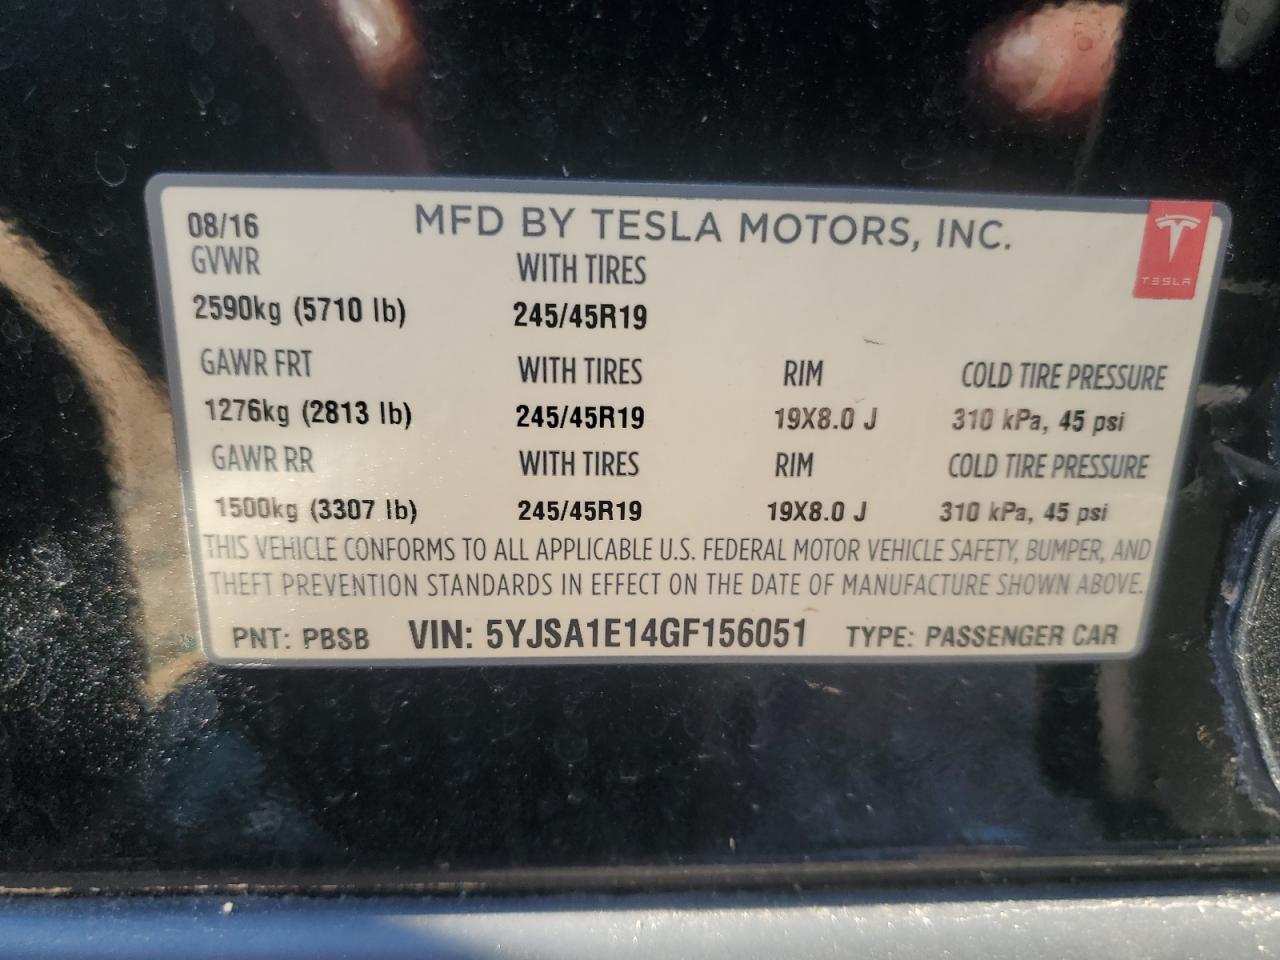 08/16 MFD BY TESLA MOTORS, INC.
TESLA
GVWR WITH TIRES
2590kg (5710 lb) 245/45R19
GAWR FRT WITH TIRES RIM COLD TIRE PRESSURE
1276kg (2813 lb) 245/45R19 19X8.0 J 310 kPa, 45 psi
GAWR RR WITH TIRES RIM COLD TIRE PRESSURE
1500kg (3307 lb) 245/45R19 19X8.0 J 310 kPa, 45 psi
THIS VEHICLE CONFORMS TO ALL APPLICABLE U.S. FEDERAL MOTOR VEHICLE SAFETY, BUMPER, AND
THEFT PREVENTION STANDARDS IN EFFECT ON THE DATE OF MANUFACTURE SHOWN ABOVE.
PNT: PBSB VIN: 5YJSA1E14GF156051 TYPE: PASSENGER CAR